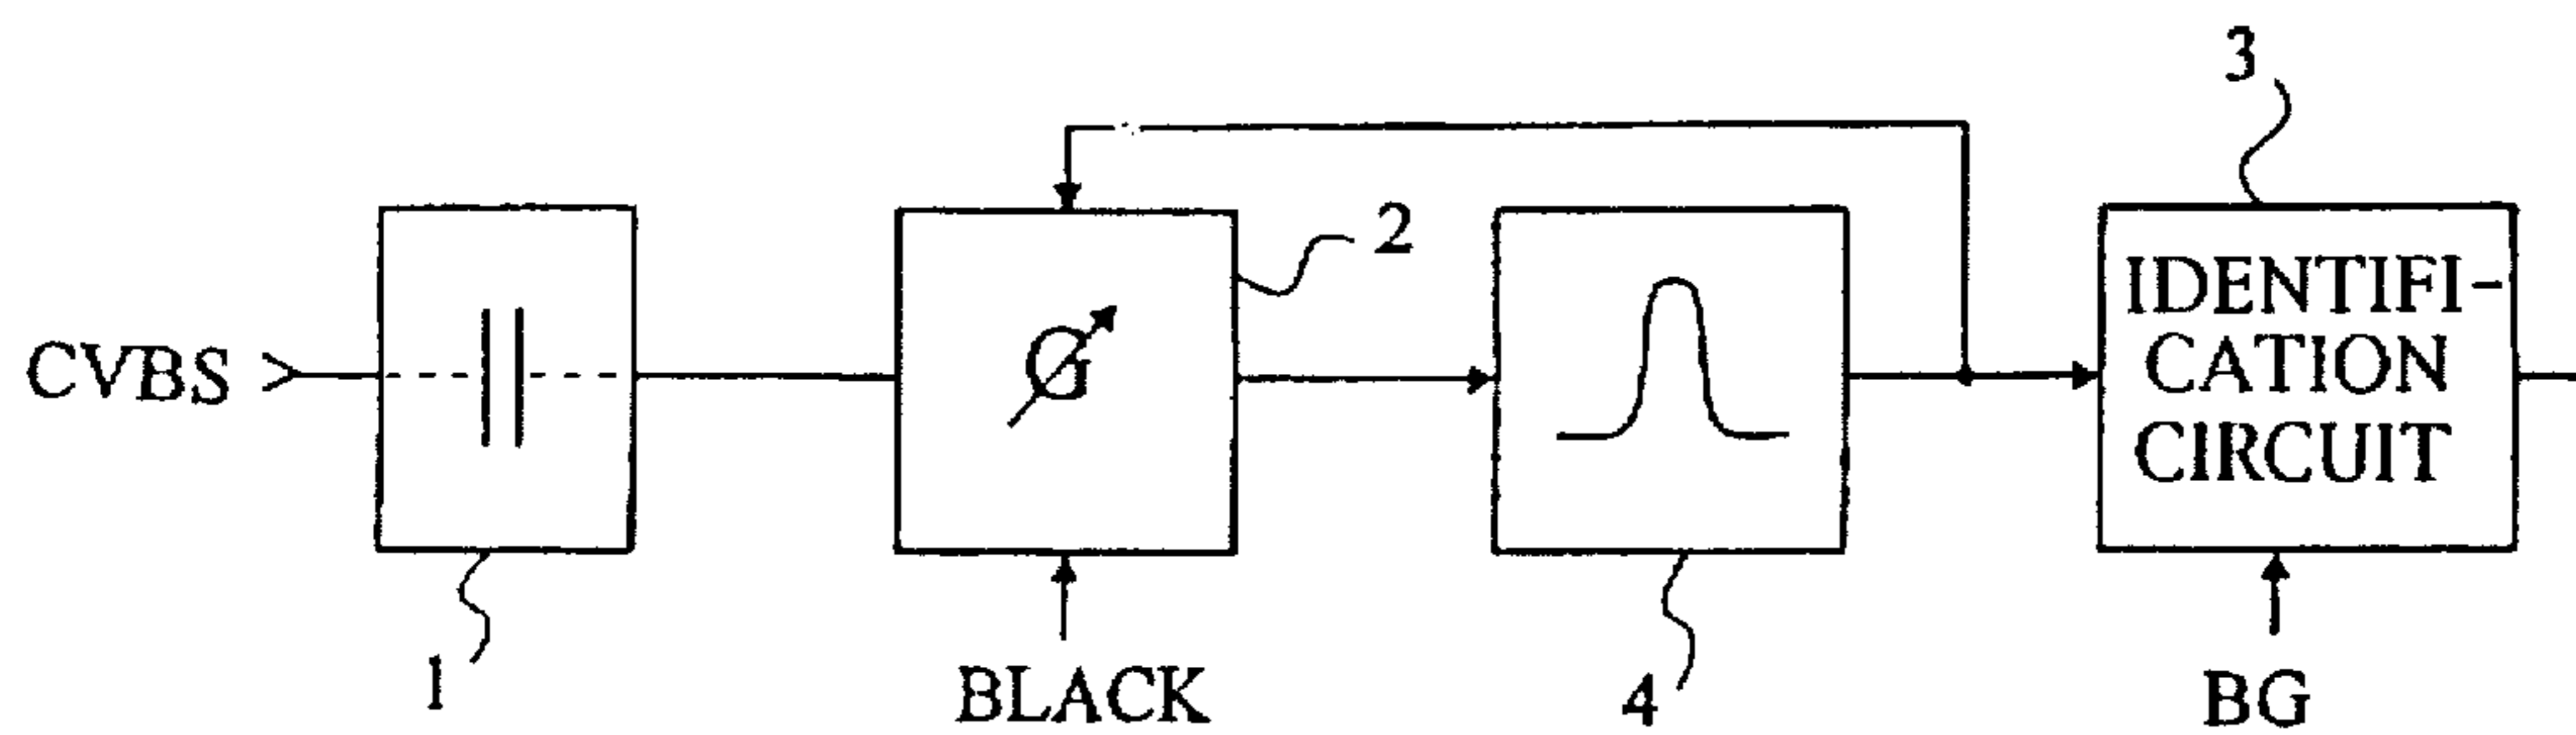 3
2
CVBS
G
IDENTIFI-
CATION
CIRCUIT
1
BLACK
4
BG